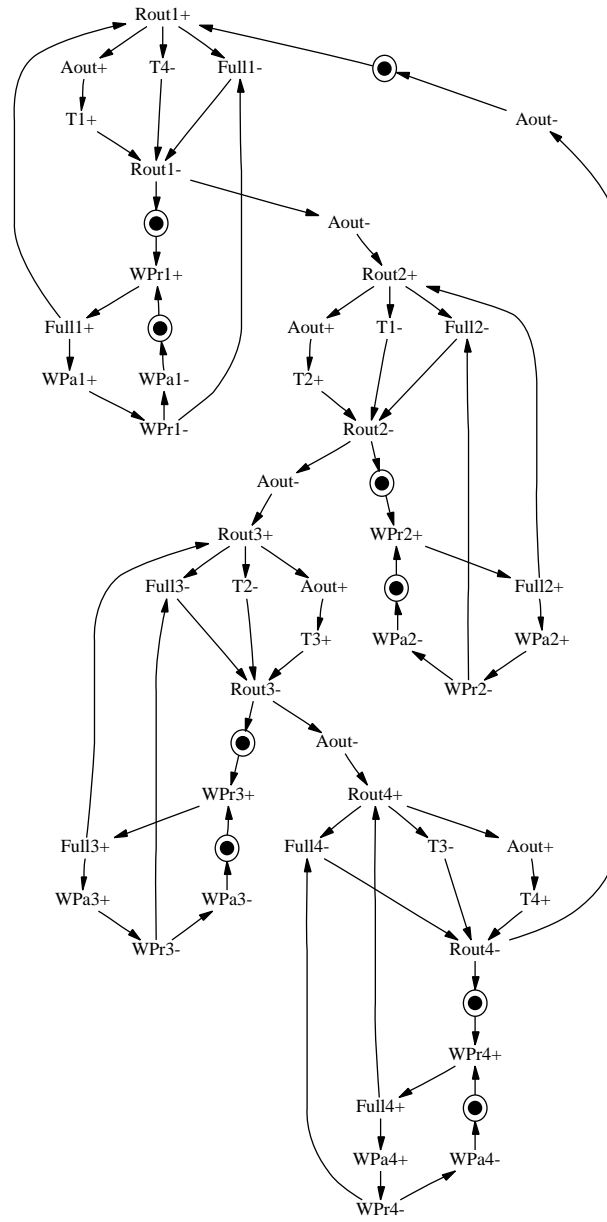 Rout1+
Aout+ T4- Full1-
T1+ Aout-
Rout1-
Aout-
WPr1+ Rout2+
Full1+ Aout+ T1- Full2-
WPa1+ WPa1- T2+
WPr1- Rout2-
Aout-
Rout3+ WPr2+
Full3- T2- Aout+ Full2+
T3+ WPa2- WPa2+
Rout3- WPr2-
Aout-
WPr3+ Rout4+
Full3+ Full4- T3- Aout+
WPa3+ WPa3- T4+
WPr3- Rout4-
WPr4+
Full4+
WPa4+ WPa4-
WPr4-